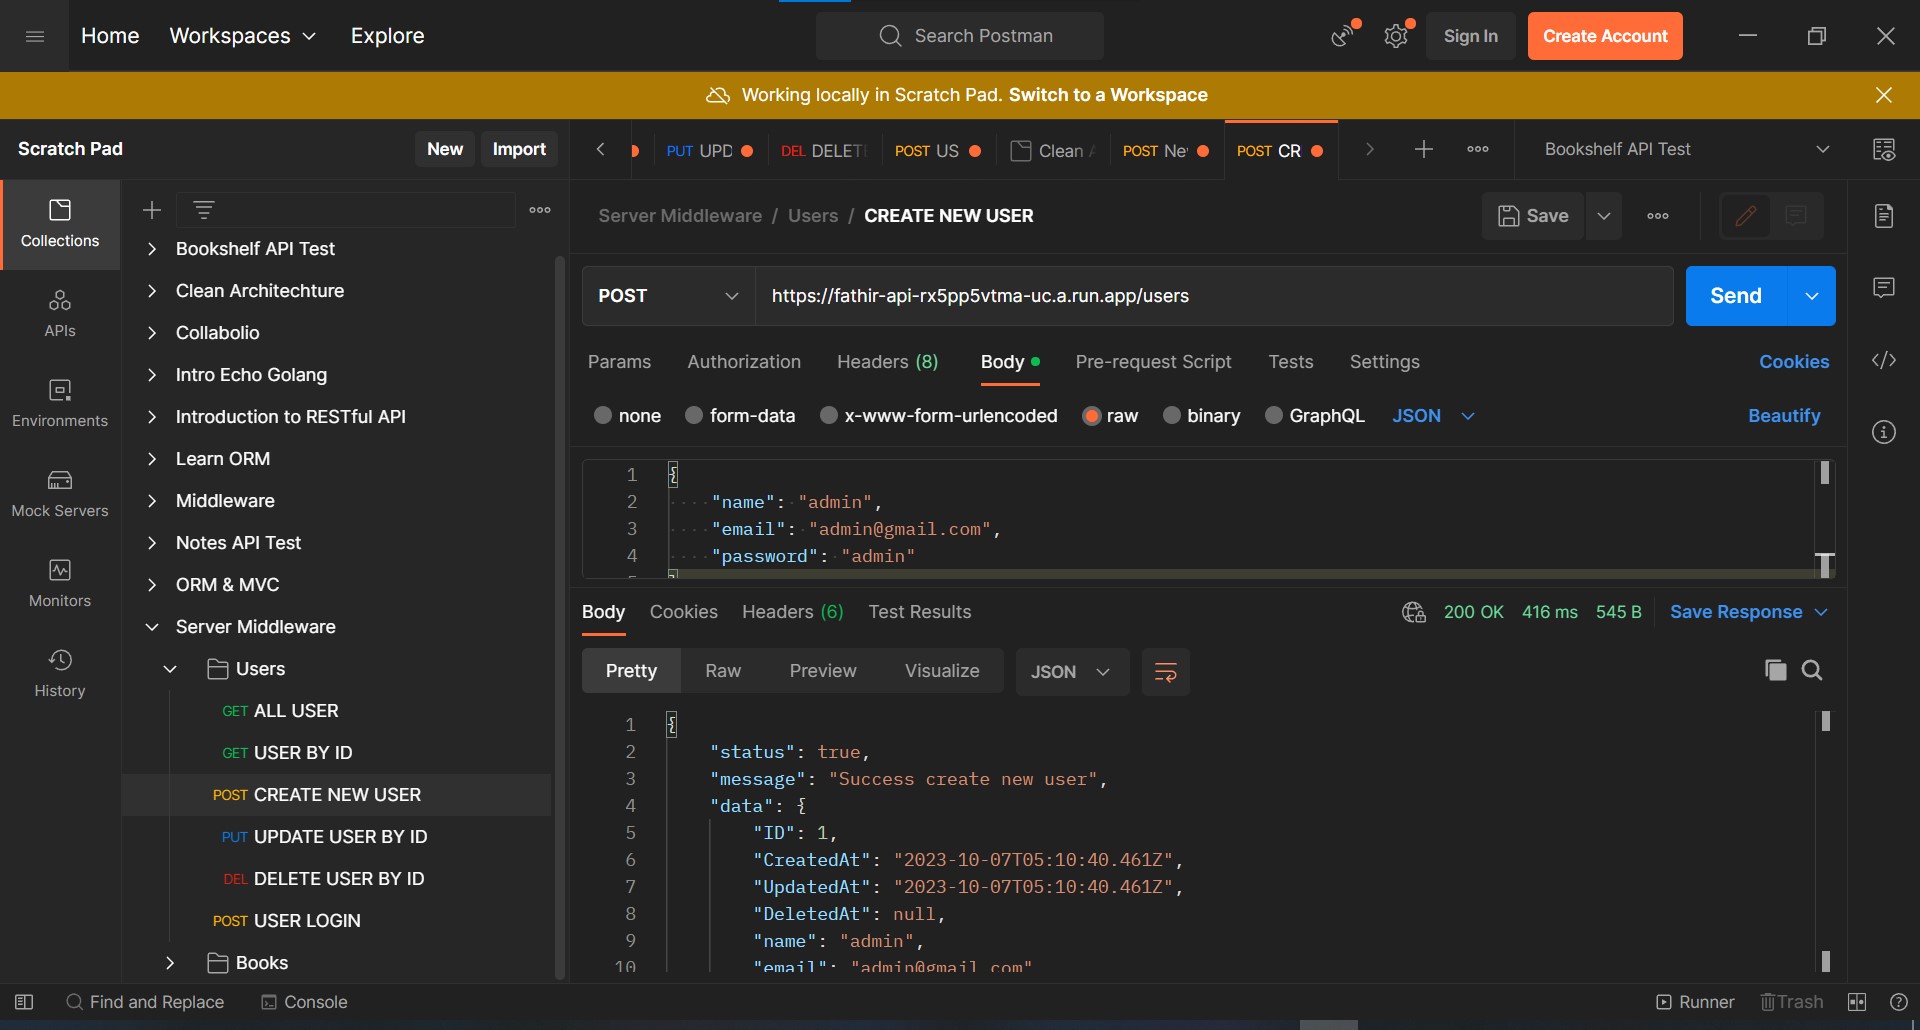 Home Workspaces Explore
Search Postman
Sign In
Create Account
Working locally in Scratch Pad. Switch to a Workspace
Scratch Pad
New
Import
PUT UPD
DEL DELET
POST US
Clean
POST Ne
POST CR
Bookshelf API Test
Collections
APIs
Environments
Mock Servers
Monitors
History
Bookshelf API Test
Clean Architechture
Collabolio
Intro Echo Golang
Introduction to RESTful API
Learn ORM
Middleware
Notes API Test
ORM & MVC
Server Middleware
Users
GET ALL USER
GET USER BY ID
POST CREATE NEW USER
PUT UPDATE USER BY ID
DEL DELETE USER BY ID
POST USER LOGIN
Books
Server Middleware / Users / CREATE NEW USER
Save
POST
https://fathir-api-rx5pp5vtma-uc.a.run.app/users
Send
Params Authorization Headers (8) Body Pre-request Script Tests Settings Cookies
none form-data x-www-form-urlencoded raw binary GraphQL JSON Beautify
1 {
2 "name": "admin",
3 "email": "admin@gmail.com",
4 "password": "admin"
5 }
Body Cookies Headers (6) Test Results
200 OK 416 ms 545 B Save Response
Pretty Raw Preview Visualize JSON
1 {
2 "status": true,
3 "message": "Success create new user",
4 "data": {
5 "ID": 1,
6 "CreatedAt": "2023-10-07T05:10:40.461Z",
7 "UpdatedAt": "2023-10-07T05:10:40.461Z",
8 "DeletedAt": null,
9 "name": "admin",
10 "email": "admin@gmail.com"
Find and Replace Console
Runner Trash